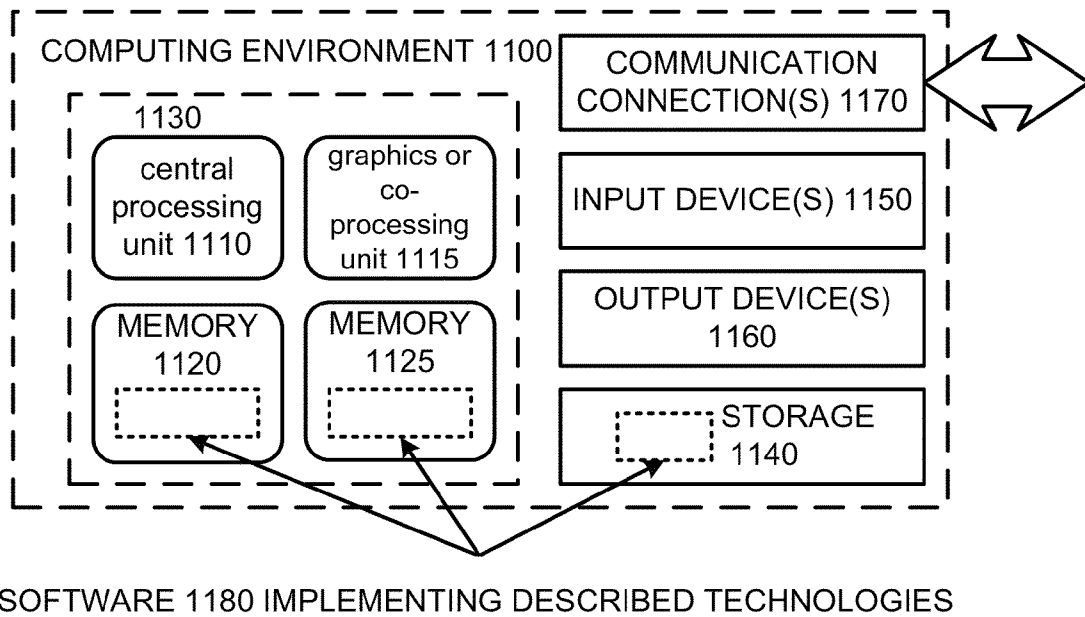 COMPUTING ENVIRONMENT 1100
1130
central
processing
unit 1110
graphics or
co-
processing
unit 1115
MEMORY
1120
MEMORY
1125
COMMUNICATION
CONNECTION(S) 1170
INPUT DEVICE(S) 1150
OUTPUT DEVICE(S)
1160
STORAGE
1140
SOFTWARE 1180 IMPLEMENTING DESCRIBED TECHNOLOGIES